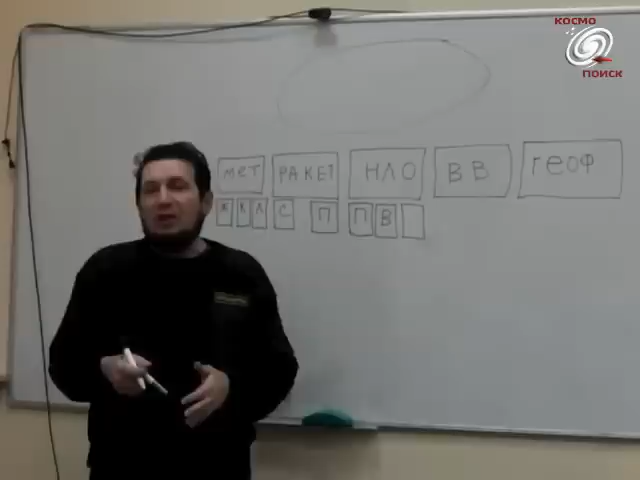 КОСМО
ПОИСК
мет РАКЕТ НЛО ВВ геоф
Ж К Л С П П В